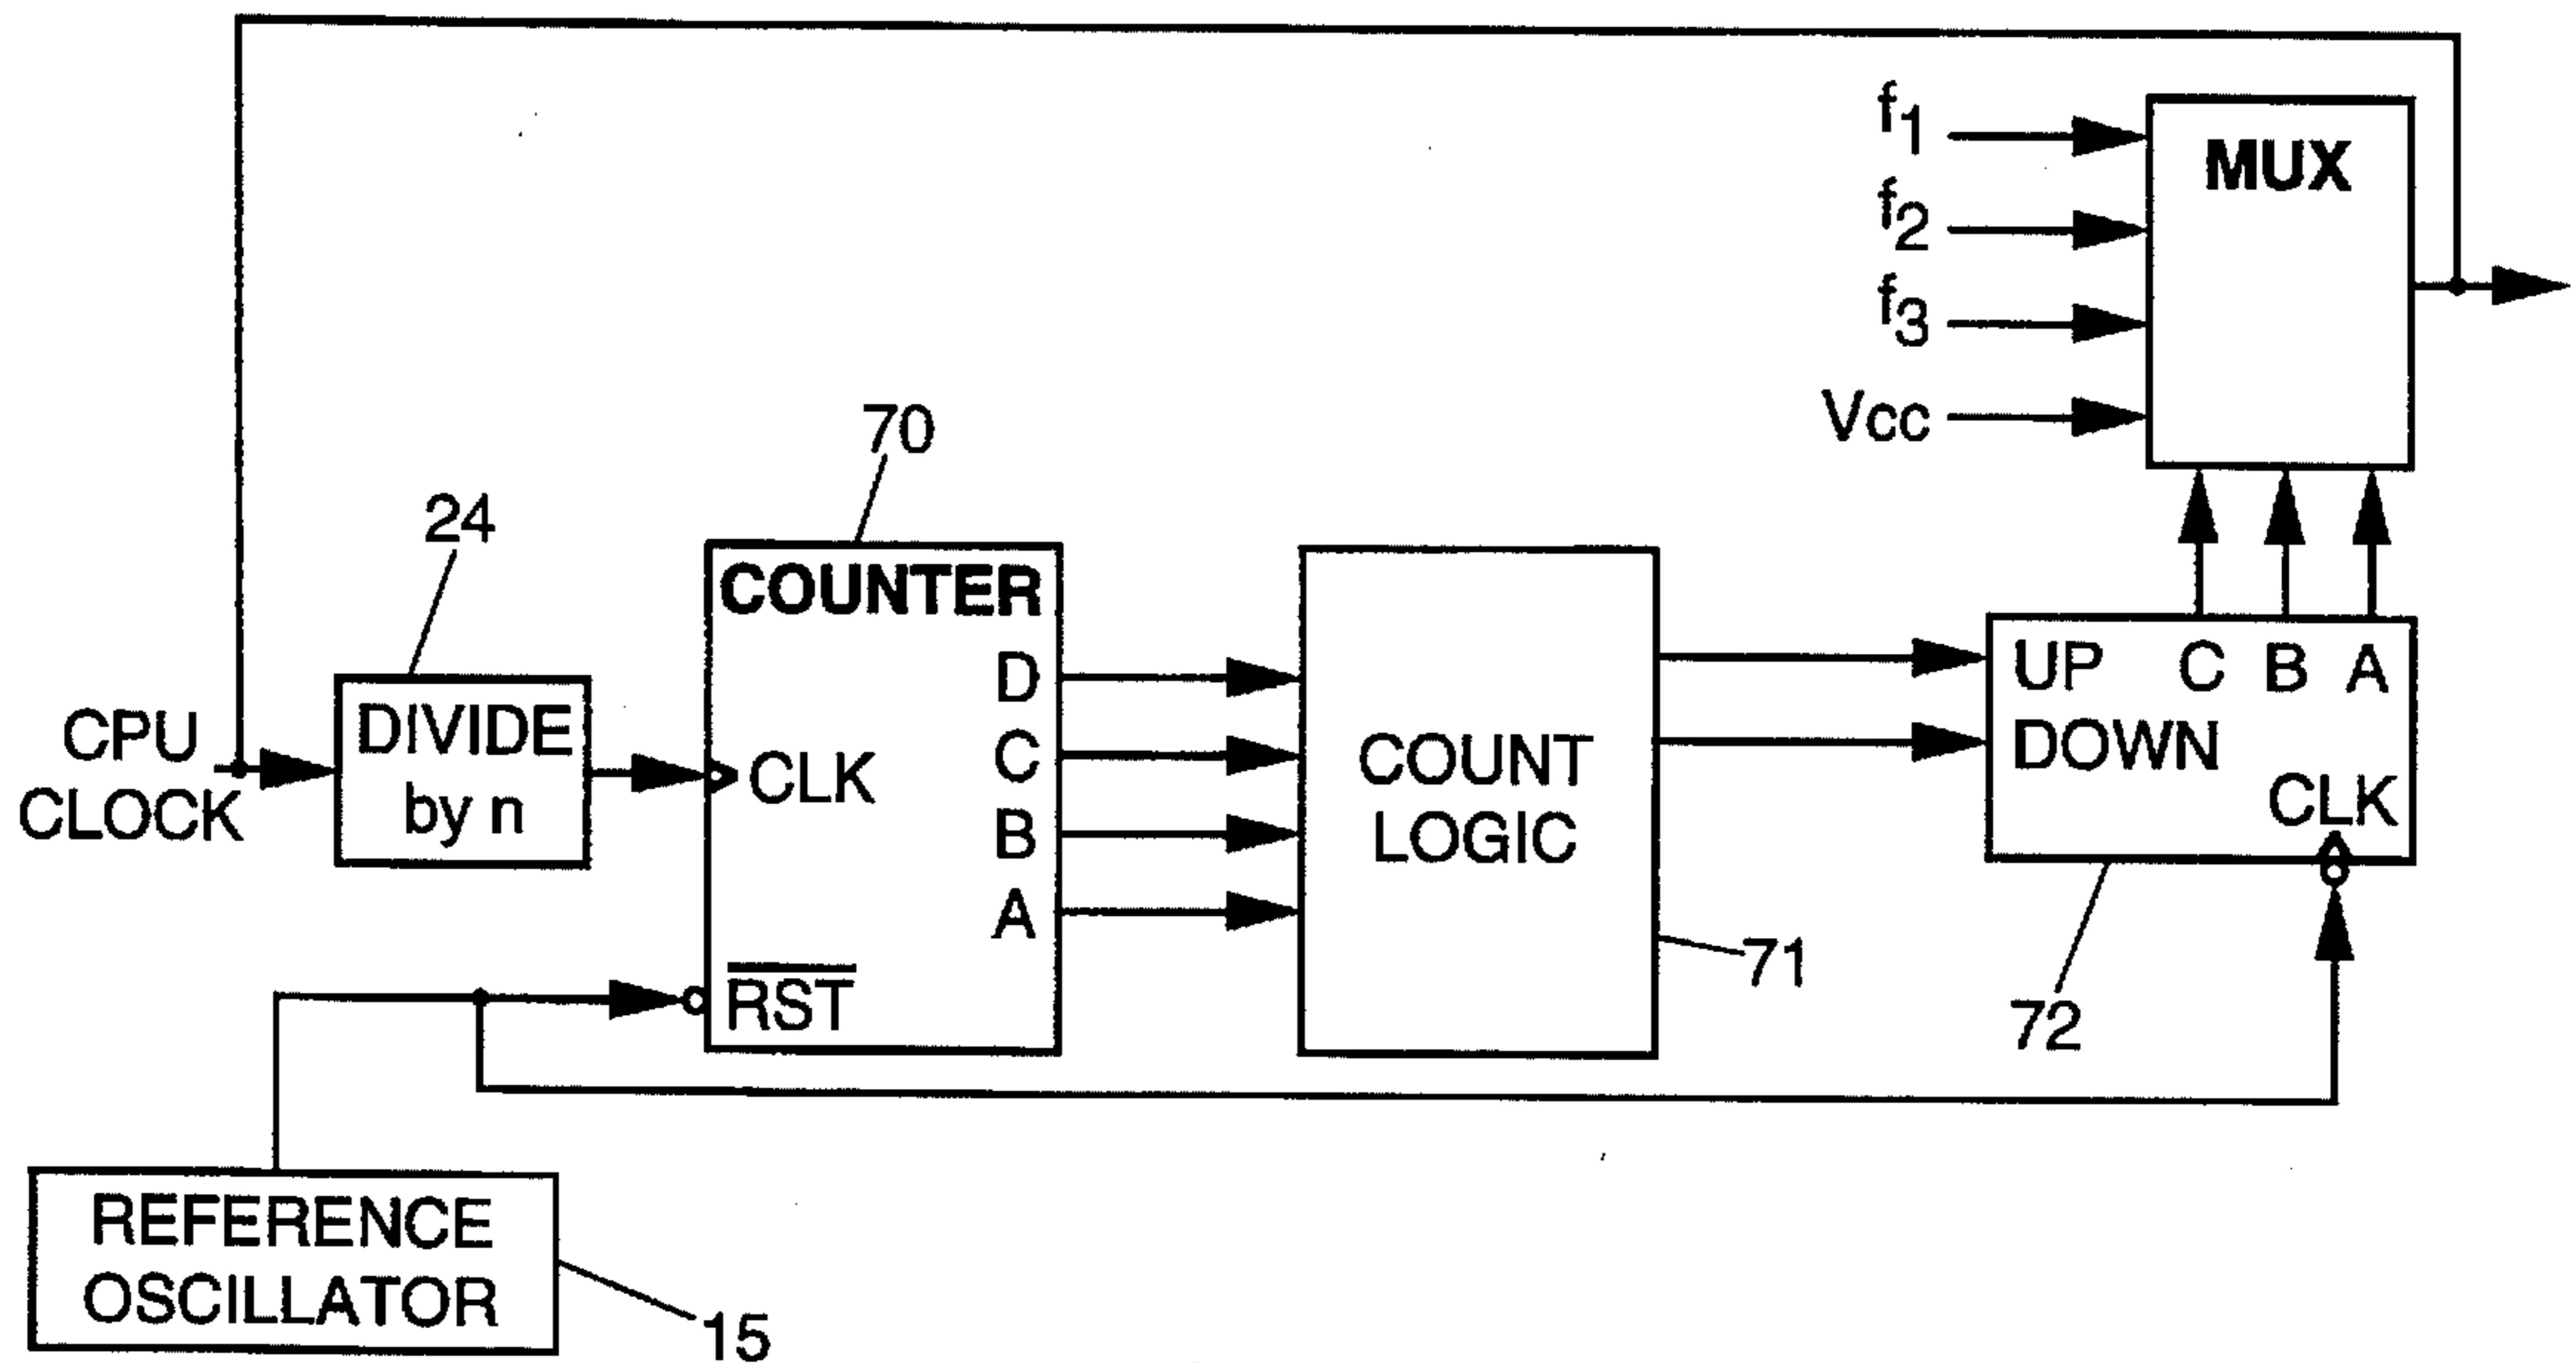 f1
MUX
f2
f3
Vcc
70
24
COUNTER
D
C
B
A
CLK
RST
CPU
CLOCK
DIVIDE
by n
COUNT
LOGIC
UP C B A
DOWN
CLK
71
72
REFERENCE
OSCILLATOR
15